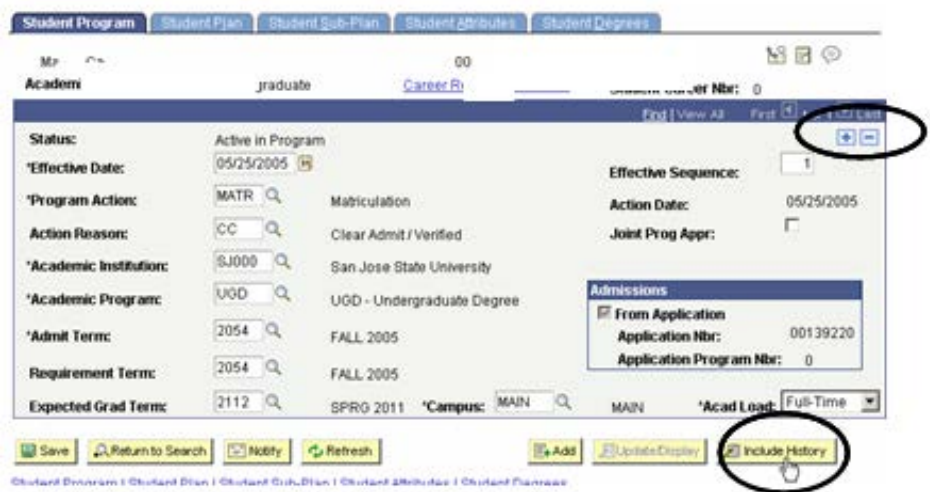 Student Program Student Plan Student Sub-Plan Student Attributes Student Degrees
00
Academi graduate Career Nbr: 0
Find | View All First
Status: Active in Program
*Effective Date: 05/25/2005 Effective Sequence: 1
*Program Action: MATR Matriculation Action Date: 05/25/2005
Action Reason: CC Clear Admit / Verified Joint Prog Appr:
*Academic Institution: SJ000 San Jose State University
*Academic Program: UGD UGD - Undergraduate Degree
Admissions
From Application
*Admit Term: 2054 FALL 2005 Application Nbr: 00139220
Application Program Nbr: 0
Requirement Term: 2054 FALL 2005
Expected Grad Term: 2112 SPRG 2011 *Campus: MAIN MAIN *Acad Load: Full-Time
Save Return to Search Notify Refresh Add Update/Display Include History
Student Program | Student Plan | Student Sub-Plan | Student Attributes | Student Degrees